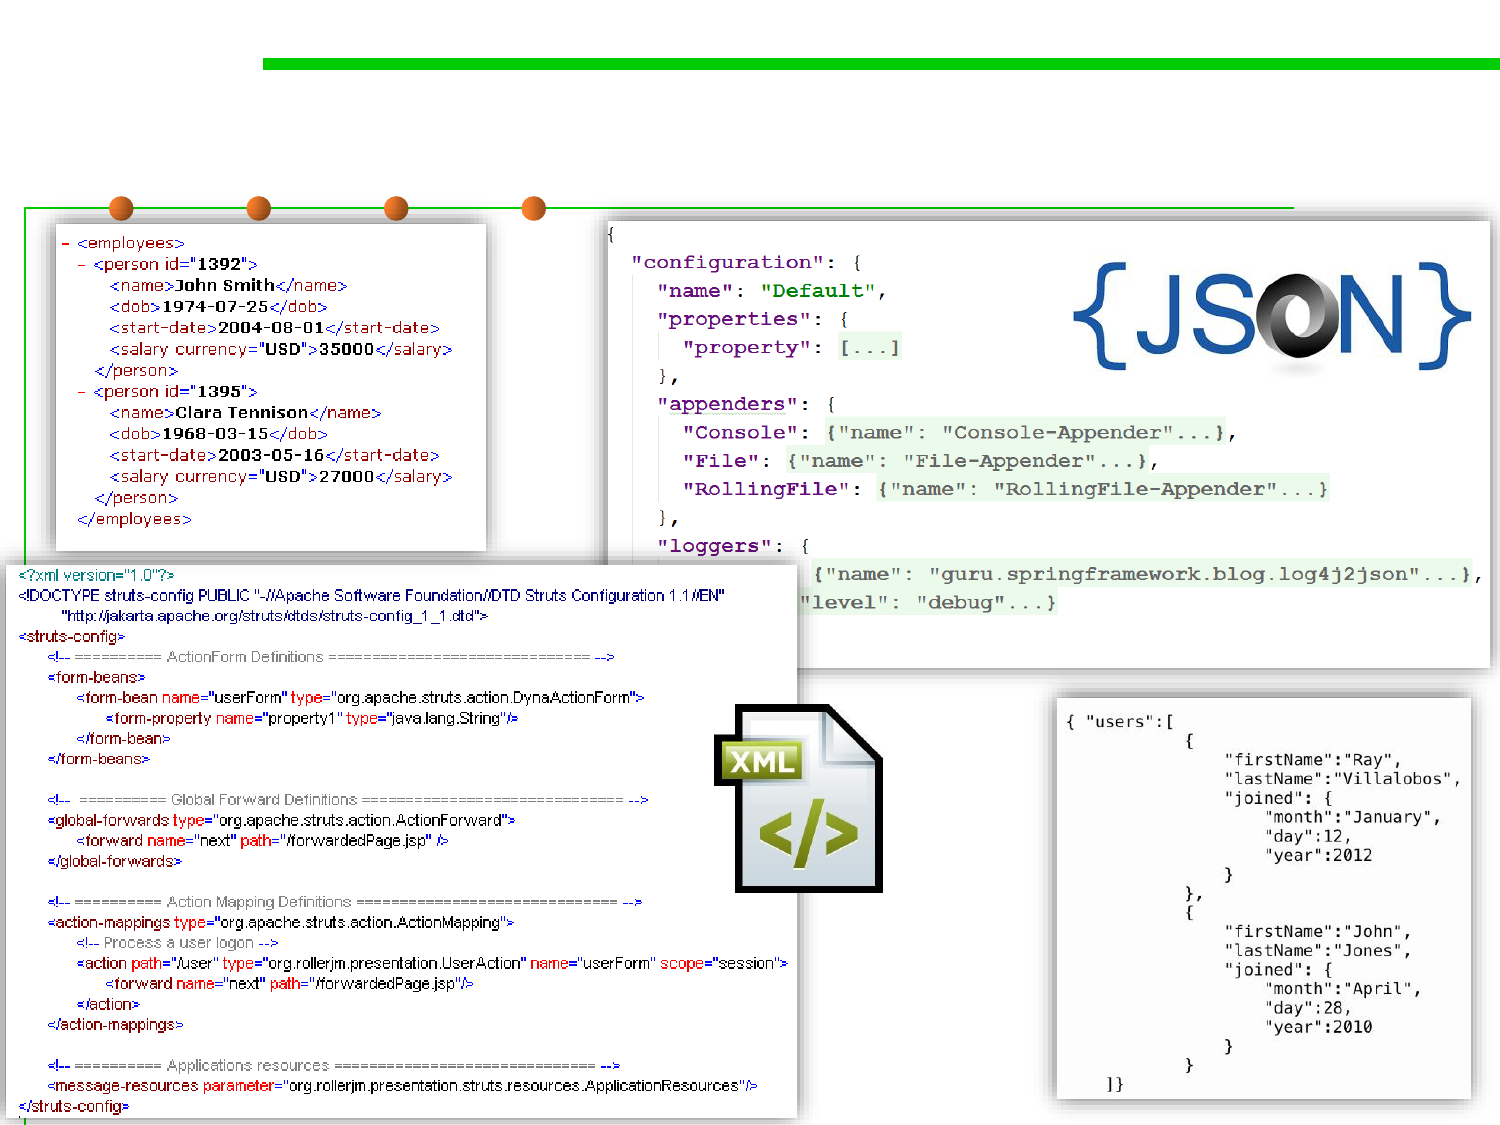 – <employees>
– <person id="1392">
<name>John Smith</name>
<dob>1974-07-25</dob>
<start-date>2004-08-01</start-date>
<salary currency="USD">35000</salary>
</person>
– <person id="1395">
<name>Clara Tennison</name>
<dob>1968-03-15</dob>
<start-date>2003-05-16</start-date>
<salary currency="USD">27000</salary>
</person>
</employees>
{
"configuration": {
"name": "Default",
"properties": {
"property": [...]
},
"appenders": {
"Console": {"name": "Console-Appender"...},
"File": {"name": "File-Appender"...},
"RollingFile": {"name": "RollingFile-Appender"...}
},
"loggers": {
{"name": "guru.springframework.blog.log4j2json"...},
"level": "debug"...}
{JSON}
<?xml version="1.0"?>
<!DOCTYPE struts-config PUBLIC "-//Apache Software Foundation//DTD Struts Configuration 1.1//EN"
"http://jakarta.apache.org/struts/dtds/struts-config_1_1.dtd">
<struts-config>
<!-- ========== ActionForm Definitions ============================== -->
<form-beans>
<form-bean name="userForm" type="org.apache.struts.action.DynaActionForm">
<form-property name="property1" type="java.lang.String"/>
</form-bean>
</form-beans>
<!-- ========== Global Forward Definitions ============================== -->
<global-forwards type="org.apache.struts.action.ActionForward">
<forward name="next" path="/forwardedPage.jsp" />
</global-forwards>
<!-- ========== Action Mapping Definitions ============================== -->
<action-mappings type="org.apache.struts.action.ActionMapping">
<!-- Process a user logon -->
<action path="/user" type="org.rollerjm.presentation.UserAction" name="userForm" scope="session">
<forward name="next" path="/forwardedPage.jsp"/>
</action>
</action-mappings>
<!-- ========== Applications resources ============================== -->
<message-resources parameter="org.rollerjm.presentation.struts.resources.ApplicationResources"/>
</struts-config>
XML
</>
{ "users":[
{
"firstName":"Ray",
"lastName":"Villalobos",
"joined": {
"month":"January",
"day":12,
"year":2012
}
},
{
"firstName":"John",
"lastName":"Jones",
"joined": {
"month":"April",
"day":28,
"year":2010
}
}
]}